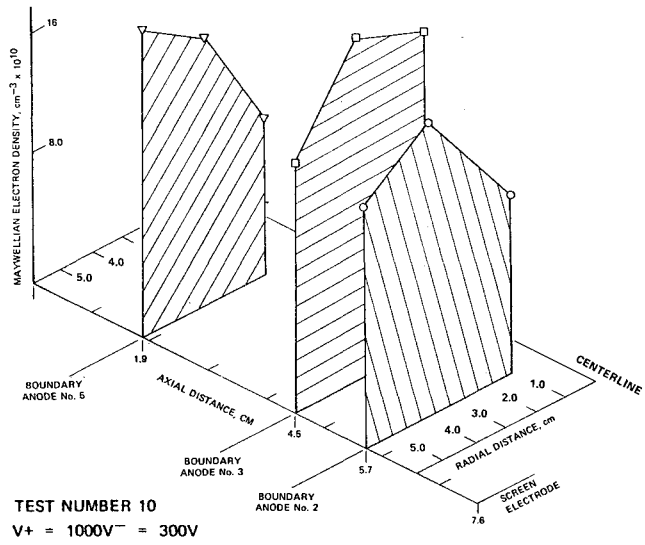 MAYWELLIAN ELECTRON DENSITY, cm⁻³ x 10¹⁰
16
8.0
5.0
4.0
BOUNDARY
ANODE No. 5
1.9
AXIAL DISTANCE, CM
BOUNDARY
ANODE No. 3
4.5
BOUNDARY
ANODE No. 2
5.7
5.0
4.0
3.0
2.0
1.0
RADIAL DISTANCE, cm
CENTERLINE
SCREEN
ELECTRODE
7.6
TEST NUMBER 10
V+ = 1000V⁻ = 300V